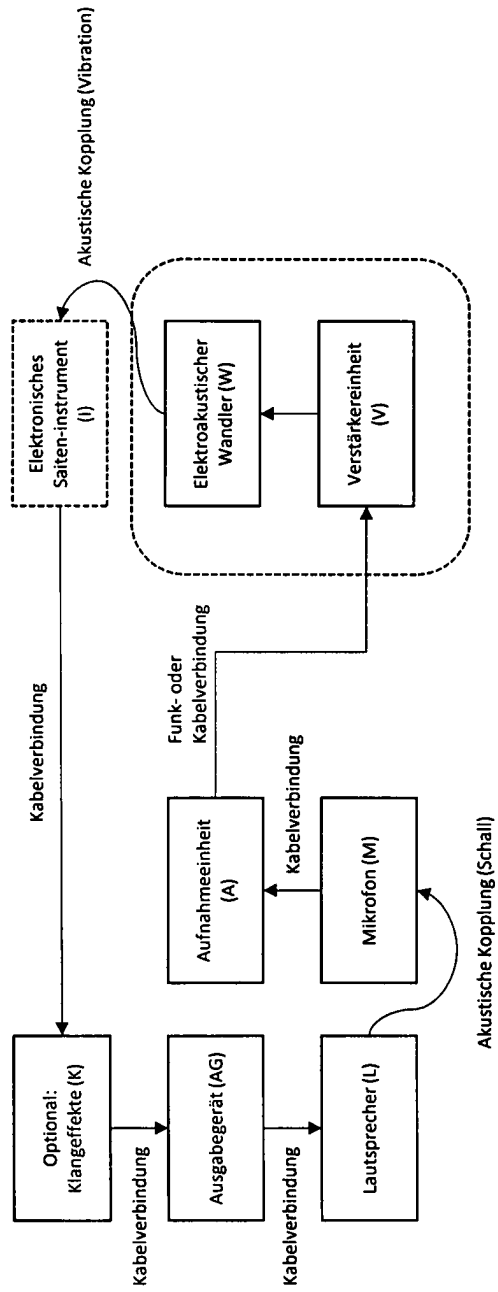 Optional:
Klangeffekte (K)
Kabelverbindung
Ausgabegerät (AG)
Kabelverbindung
Lautsprecher (L)
Akustische Kopplung (Schall)
Mikrofon (M)
Kabelverbindung
Aufnahmeeinheit
(A)
Funk- oder
Kabelverbindung
Verstärkereinheit
(V)
Elektroakustischer
Wandler (W)
Akustische Kopplung (Vibration)
Elektronisches
Saiten-instrument
(I)
Kabelverbindung